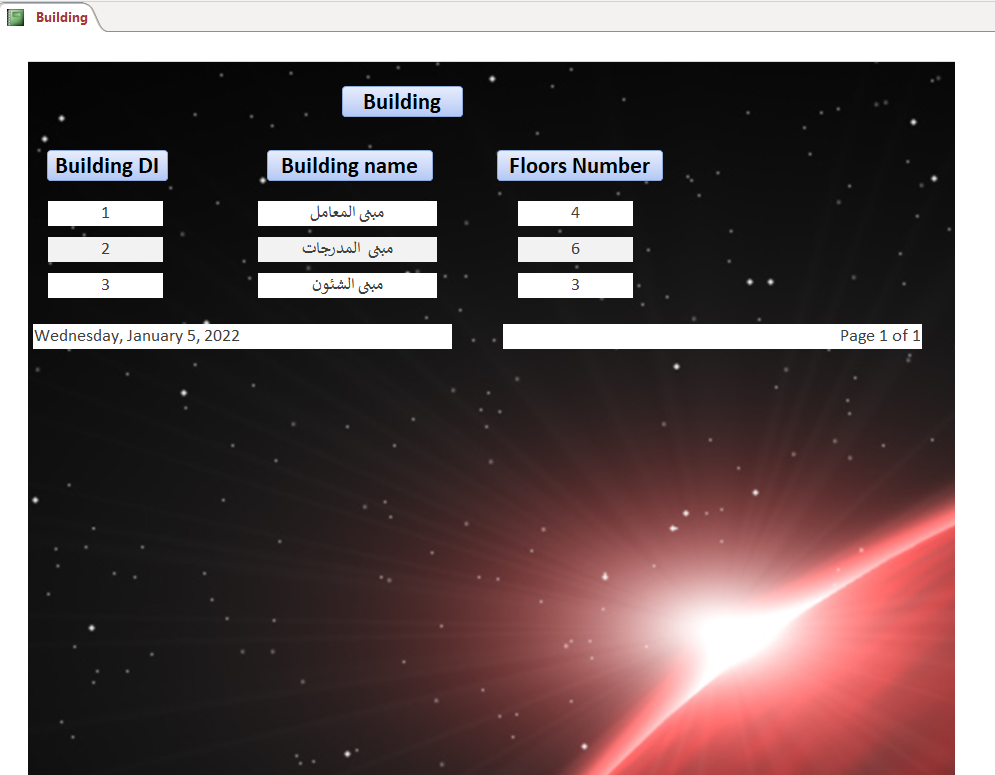 Building
Building
Building DI Building name Floors Number
1 مبنى المعامل 4
2 مبنى المدرجات 6
3 مبنى الشئون 3
Wednesday, January 5, 2022 Page 1 of 1